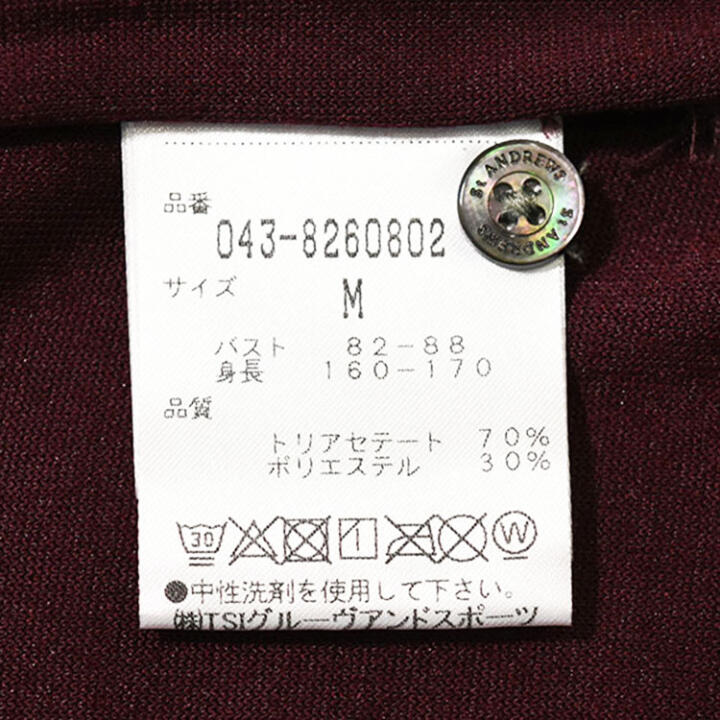 品番
043-8260802
サイズ
M
バスト 82-88
身長 160-170
品質
トリアセテート 70%
ポリエステル 30%
30 W
●中性洗剤を使用して下さい。
㈱TSIグルーヴアンドスポーツ
St ANDREWS St ANDREWS